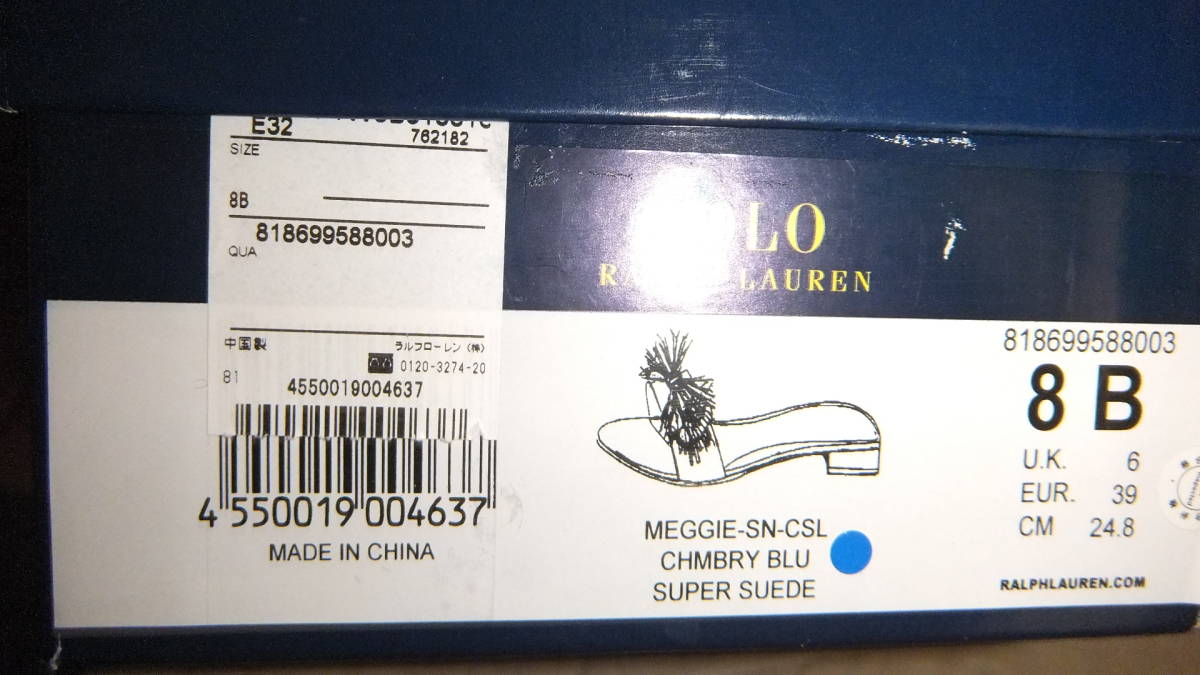 E32
762182
SIZE
8B
818699588003
QUA
中国製
ラルフローレン(株)
0120-3274-20
81
4550019004637
4 550019 004637
MADE IN CHINA
LO
LAUREN
MEGGIE-SN-CSL
CHMBRY BLU
SUPER SUEDE
818699588003
8 B
U.K. 6
EUR. 39
CM 24.8
RALPHLAUREN.COM